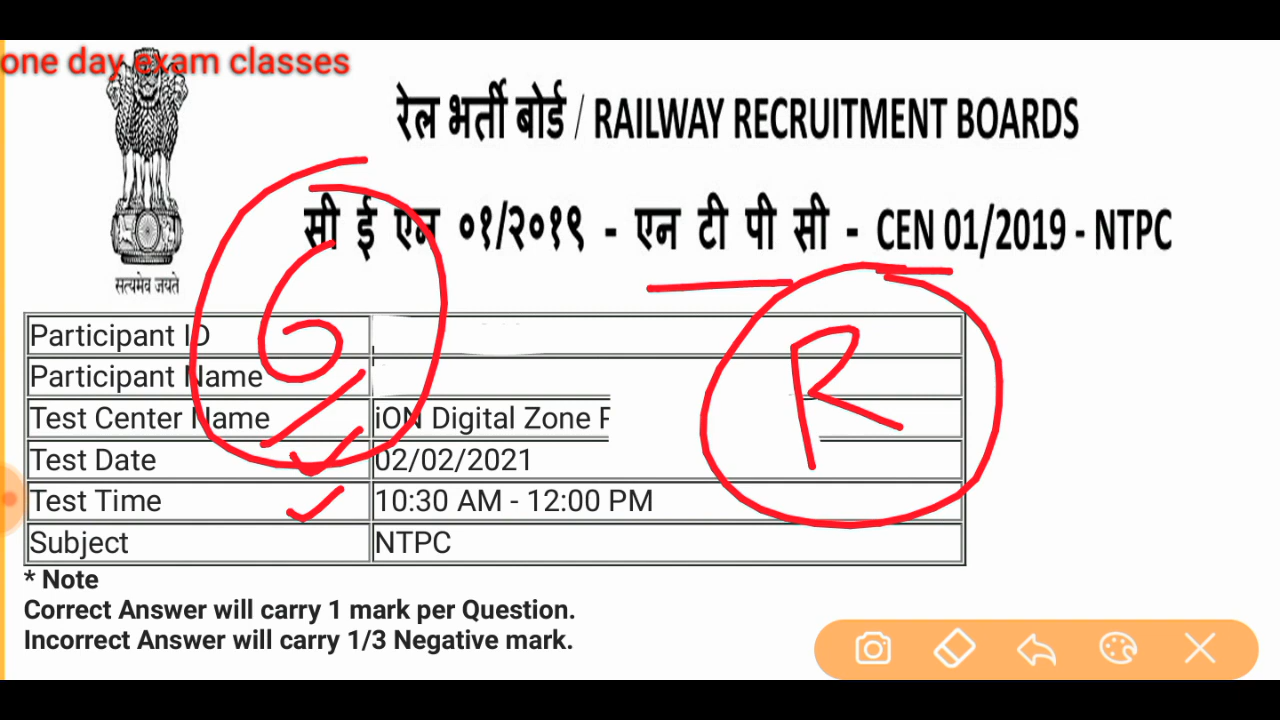 one day exam classes
रेल भर्ती बोर्ड / RAILWAY RECRUITMENT BOARDS
सी ई एन ०१/२०१९ - एन टी पी सी - CEN 01/2019 - NTPC
सत्यमेव जयते
Participant ID
Participant Name
Test Center Name iON Digital Zone
Test Date 02/02/2021
Test Time 10:30 AM - 12:00 PM
Subject NTPC
R
* Note
Correct Answer will carry 1 mark per Question.
Incorrect Answer will carry 1/3 Negative mark.